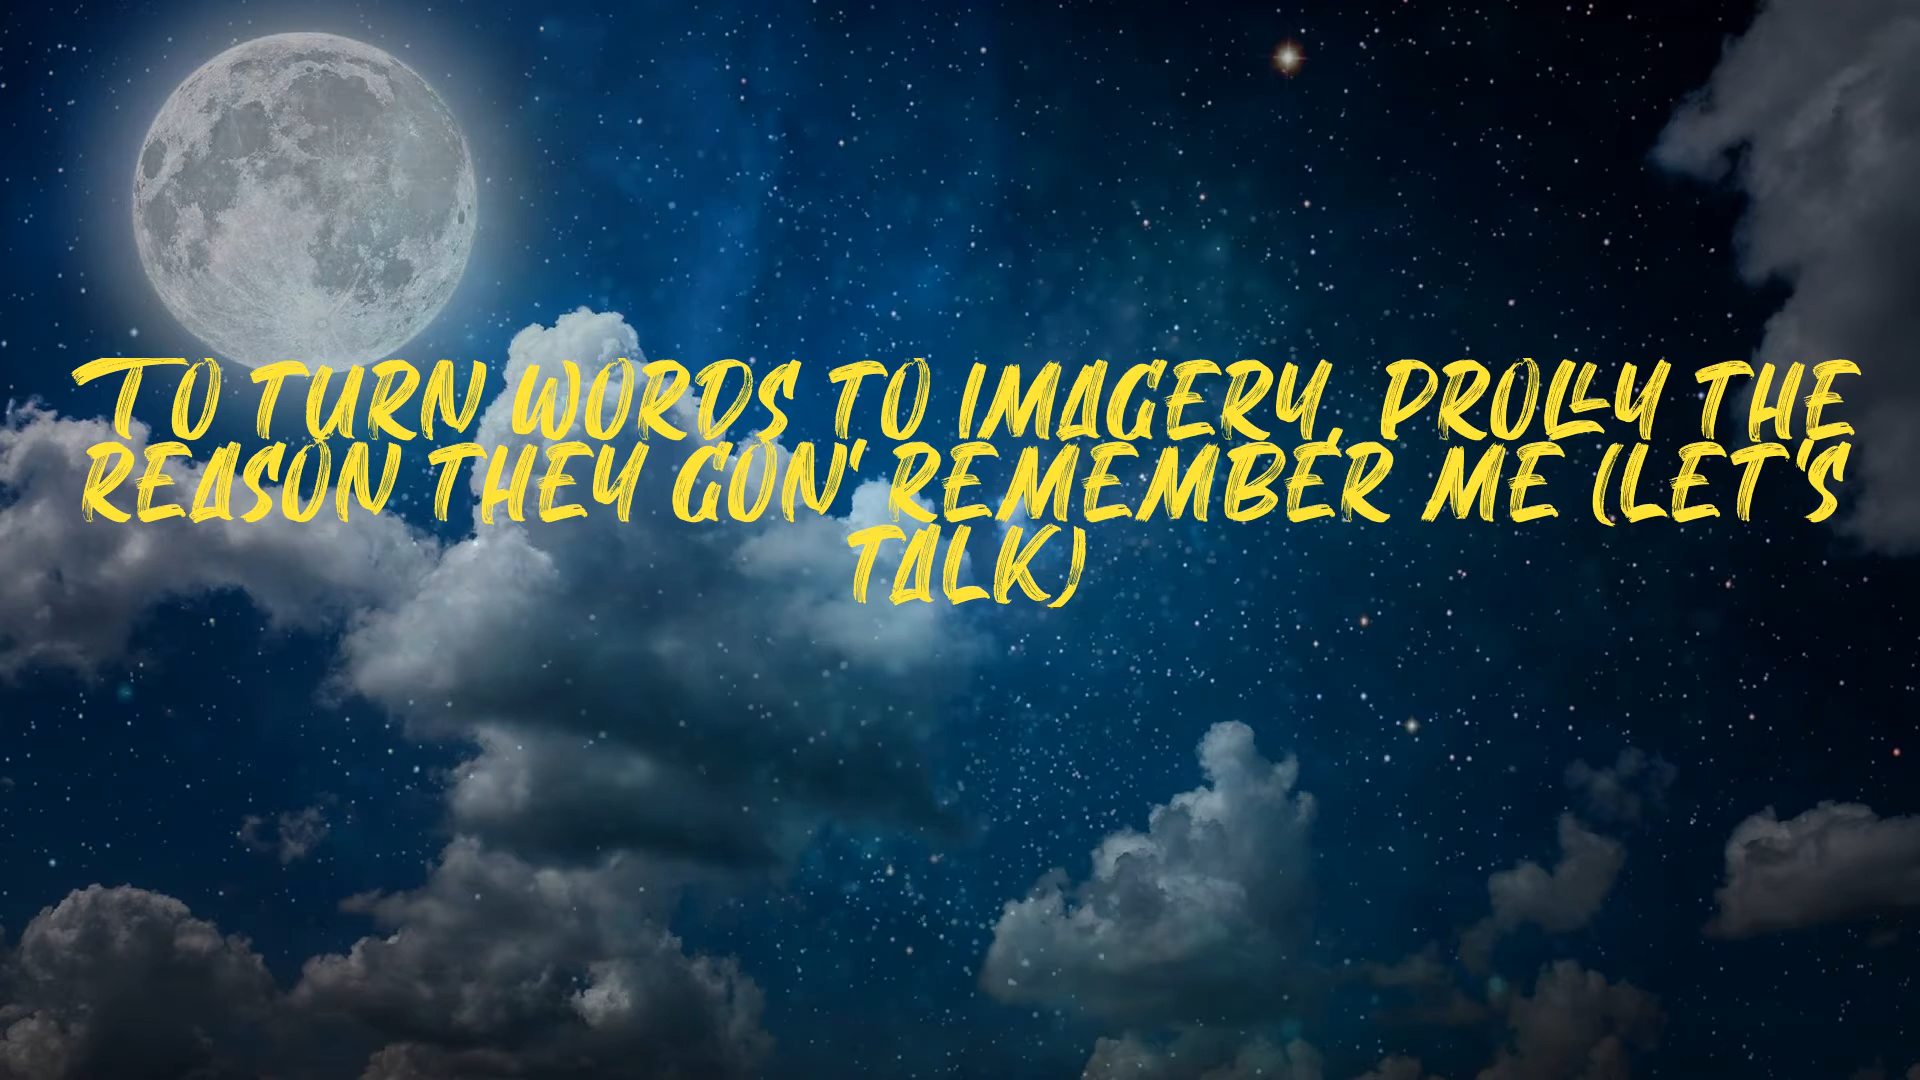 TO TURN WORDS TO IMAGERY, PROLLY THE
REASON THEY GON' REMEMBER ME (LET'S
TALK)